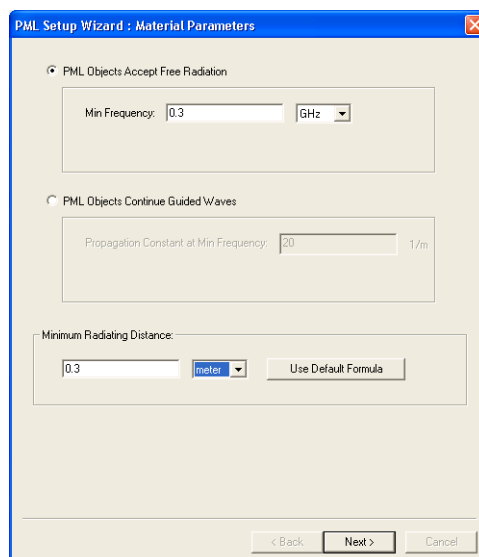 PML Setup Wizard : Material Parameters
PML Objects Accept Free Radiation
Min Frequency: 0.3 GHz
PML Objects Continue Guided Waves
Propagation Constant at Min Frequency: 20 1/m
Minimum Radiating Distance:
0.3 meter Use Default Formula
< Back Next > Cancel